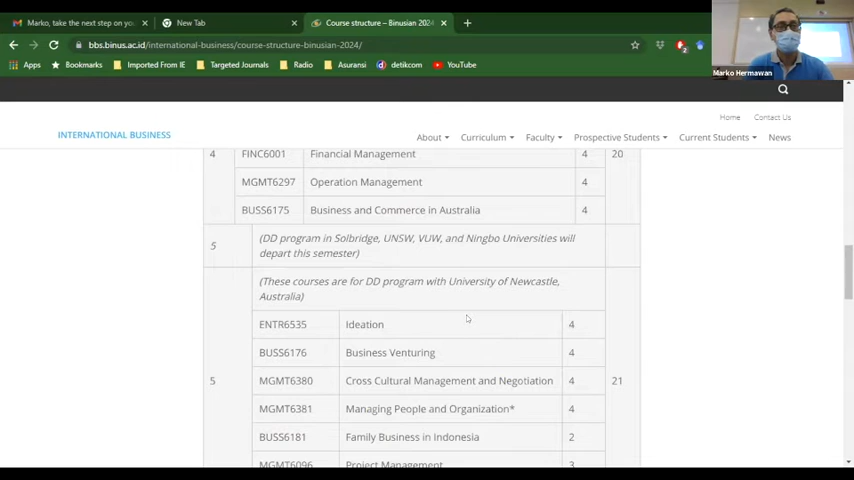 Marko, take the next step on yo
New Tab
Course structure – Binusian 2024
bbs.binus.ac.id/international-business/course-structure-binusian-2024/
Apps
Bookmarks
Imported From IE
Targeted Jurnals
Radio
Asuransi
detikcom
YouTube
Marko Hermawan
Home
Contact Us
INTERNATIONAL BUSINESS
About
Curriculum
Faculty
Prospective Students
Current Students
News
4 FINC6001 Financial Management 4 20
MGMT6297 Operation Management 4
BUSS6175 Business and Commerce in Australia 4
5 (DD program in Solbridge, UNSW, VUW, and Ningbo Universities will
depart this semester)
(These courses are for DD program with University of Newcastle,
Australia)
ENTR6535 Ideation 4
BUSS6176 Business Venturing 4
5 MGMT6380 Cross Cultural Management and Negotiation 4 21
MGMT6381 Managing People and Organization* 4
BUSS6181 Family Business in Indonesia 2
MGMT6096 Project Management 3